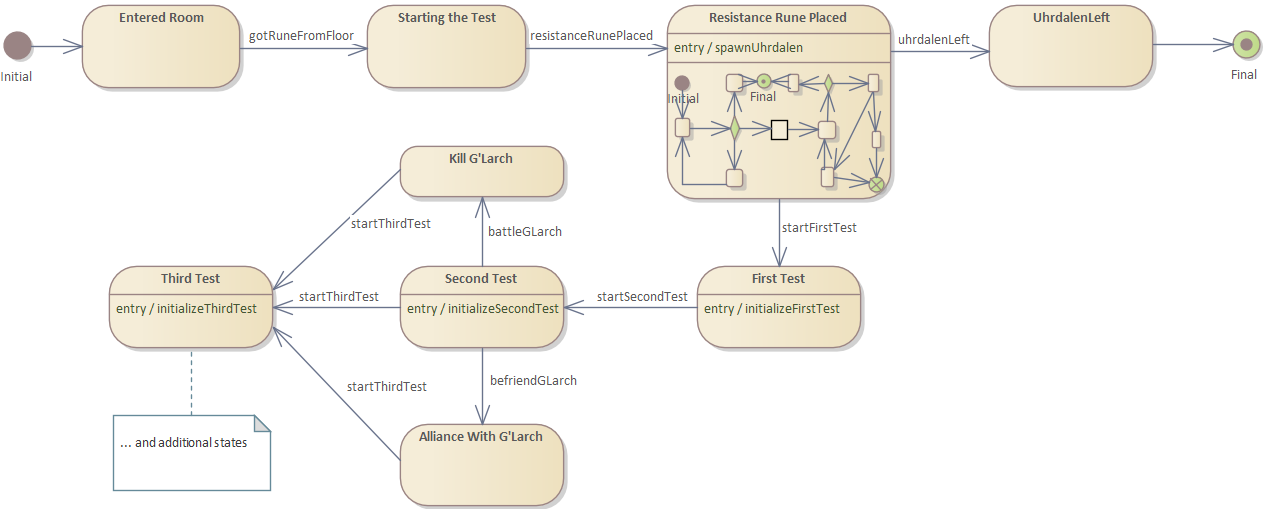 Entered Room
Starting the Test
Resistance Rune Placed
UhrdalenLeft
gotRuneFromFloor
resistanceRunePlaced
entry / spawnUhrdalen
uhrdalenLeft
Initial
Final
Initial
Final
Kill G'Larch
startThirdTest
battleGLarch
startFirstTest
Third Test
Second Test
First Test
entry / initializeThirdTest
startThirdTest
entry / initializeSecondTest
startSecondTest
entry / initializeFirstTest
startThirdTest
befriendGLarch
... and additional states
Alliance With G'Larch